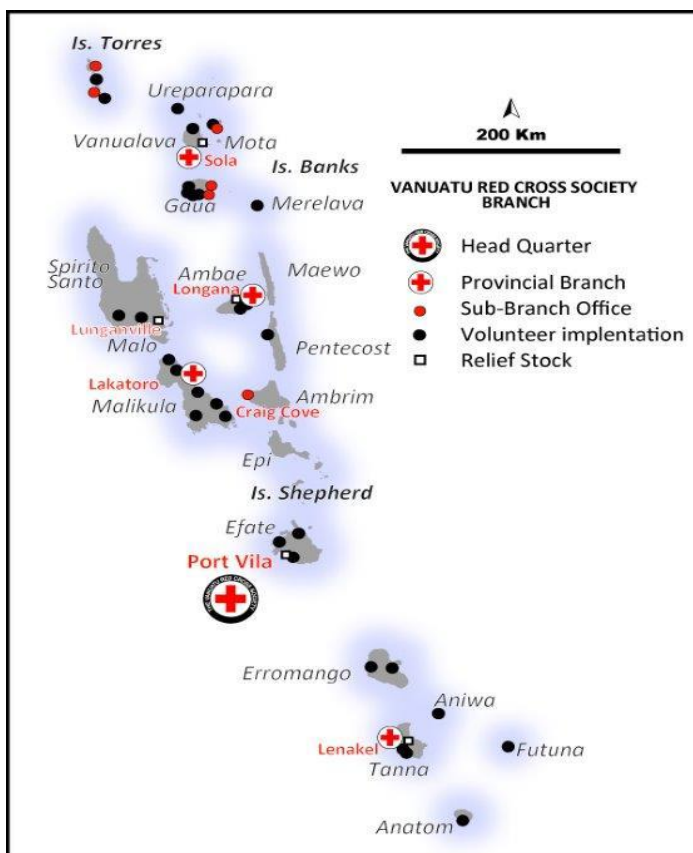 Is. Torres
Ureparapara
Vanualava
Mota
Sola
Is. Banks
Gaua
Merelava
200 Km
VANUATU RED CROSS SOCIETY
BRANCH
Head Quarter
Provincial Branch
Sub-Branch Office
Volunteer implentation
Relief Stock
Spirito
Santo
Ambae
Longana
Maewo
Lunganville
Malo
Pentecost
Lakatoro
Malikula
Craig Cove
Ambrim
Epi
Is. Shepherd
Efate
Port Vila
Erromango
Aniwa
Lenakel
Tanna
Futuna
Anatom